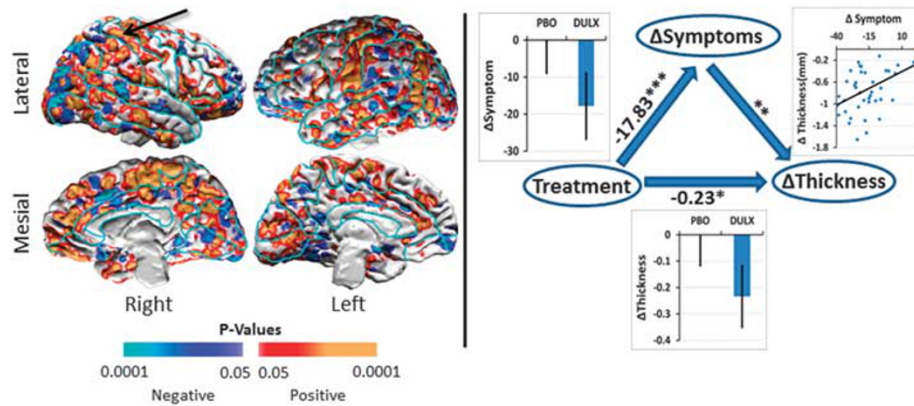 Lateral
Mesial
Right
Left
P-Values
0.0001
0.05
0.05
0.0001
Negative
Positive
PBO
DULX
ΔSymptom
0
-10
-20
-30
ΔSymptoms
-17.83***
**
Treatment
-0.23*
ΔThickness
Δ Symptom
-40
-15
10
Δ Thickness(mm)
-0.2
-0.6
-1
-1.4
-1.8
PBO
DULX
ΔThickness
0
-0.1
-0.2
-0.3
-0.4